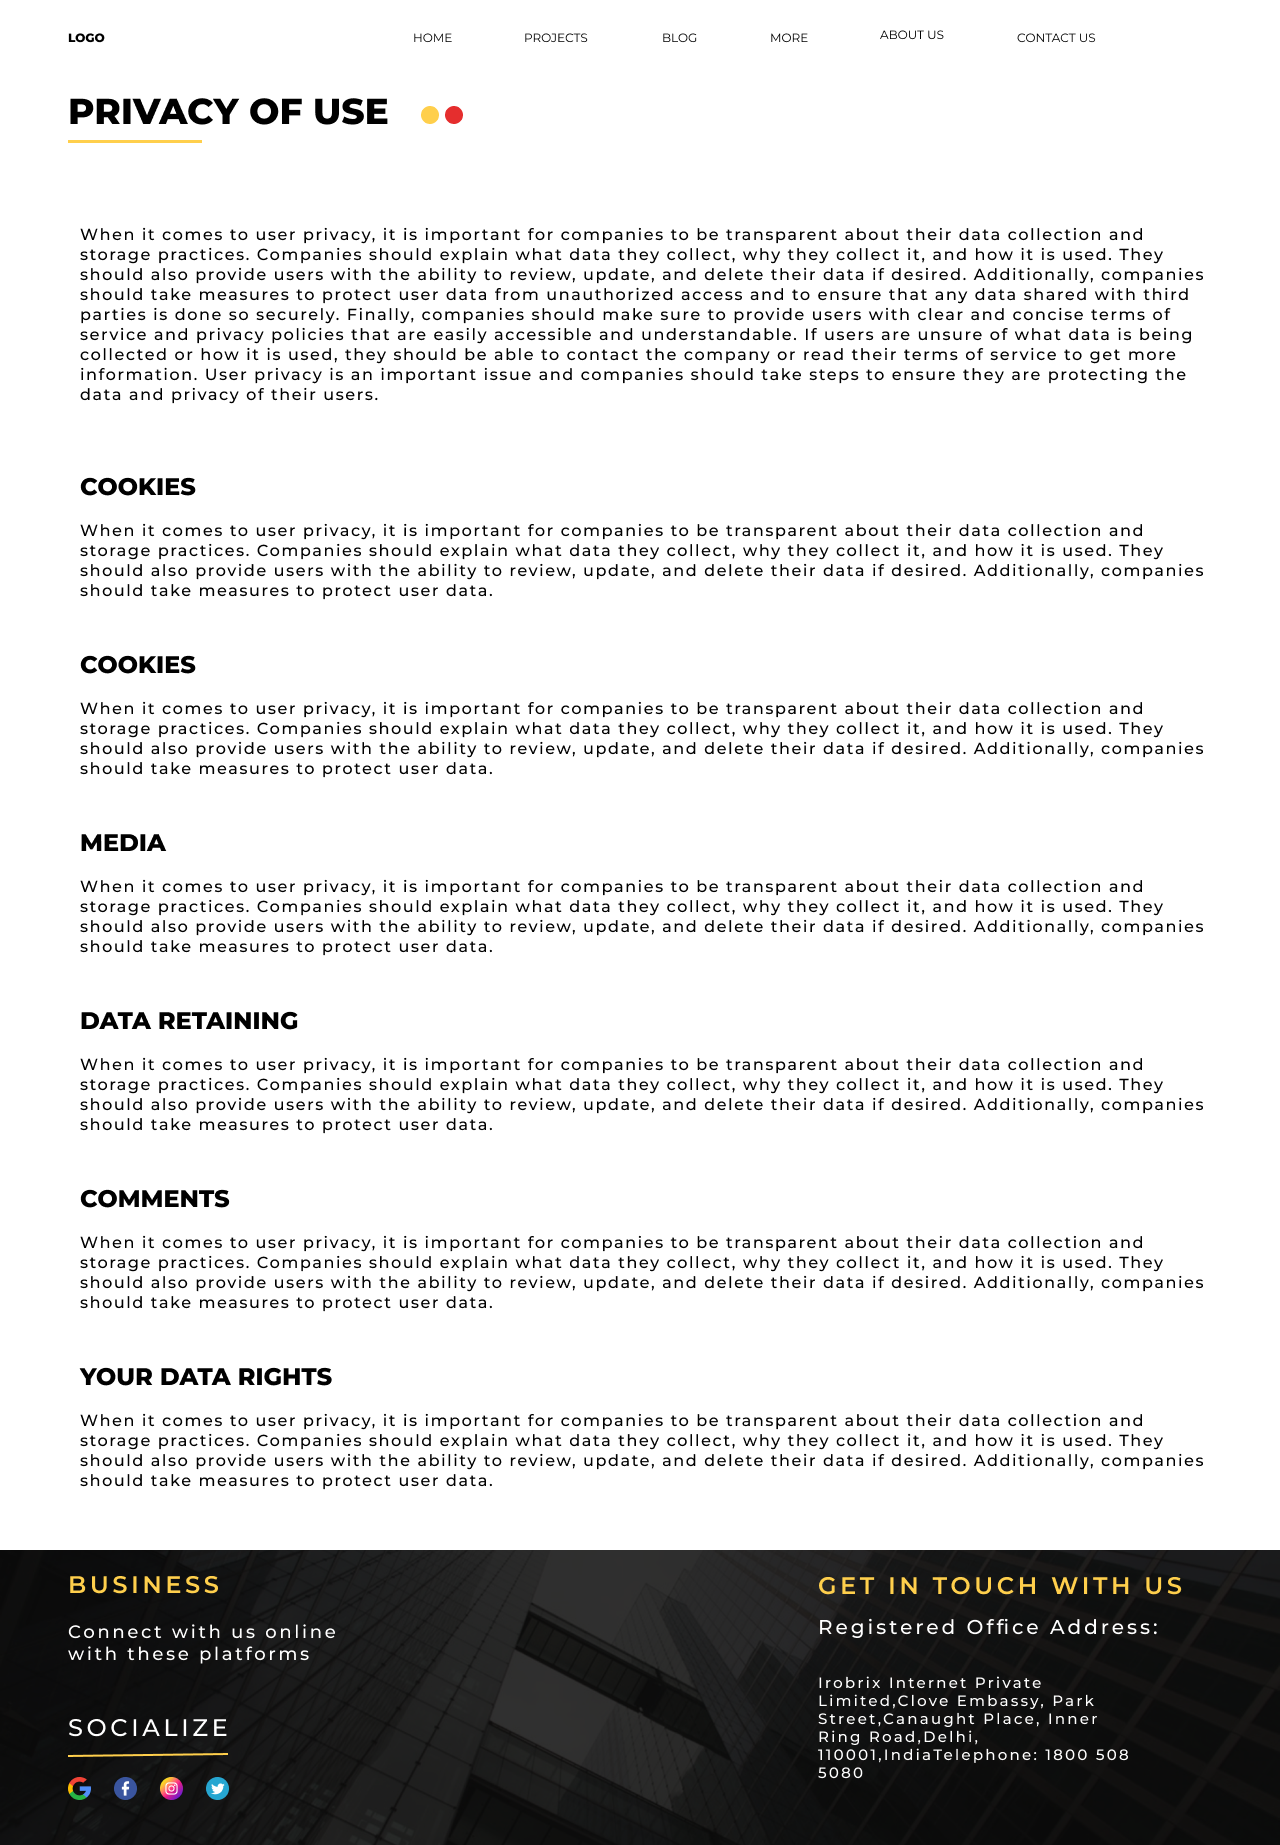 LOGO HOME PROJECTS BLOG MORE ABOUT US CONTACT US
PRIVACY OF USE
When it comes to user privacy, it is important for companies to be transparent about their data collection and
storage practices. Companies should explain what data they collect, why they collect it, and how it is used. They
should also provide users with the ability to review, update, and delete their data if desired. Additionally, companies
should take measures to protect user data from unauthorized access and to ensure that any data shared with third
parties is done so securely. Finally, companies should make sure to provide users with clear and concise terms of
service and privacy policies that are easily accessible and understandable. If users are unsure of what data is being
collected or how it is used, they should be able to contact the company or read their terms of service to get more
information. User privacy is an important issue and companies should take steps to ensure they are protecting the
data and privacy of their users.
COOKIES
When it comes to user privacy, it is important for companies to be transparent about their data collection and
storage practices. Companies should explain what data they collect, why they collect it, and how it is used. They
should also provide users with the ability to review, update, and delete their data if desired. Additionally, companies
should take measures to protect user data.
COOKIES
When it comes to user privacy, it is important for companies to be transparent about their data collection and
storage practices. Companies should explain what data they collect, why they collect it, and how it is used. They
should also provide users with the ability to review, update, and delete their data if desired. Additionally, companies
should take measures to protect user data.
MEDIA
When it comes to user privacy, it is important for companies to be transparent about their data collection and
storage practices. Companies should explain what data they collect, why they collect it, and how it is used. They
should also provide users with the ability to review, update, and delete their data if desired. Additionally, companies
should take measures to protect user data.
DATA RETAINING
When it comes to user privacy, it is important for companies to be transparent about their data collection and
storage practices. Companies should explain what data they collect, why they collect it, and how it is used. They
should also provide users with the ability to review, update, and delete their data if desired. Additionally, companies
should take measures to protect user data.
COMMENTS
When it comes to user privacy, it is important for companies to be transparent about their data collection and
storage practices. Companies should explain what data they collect, why they collect it, and how it is used. They
should also provide users with the ability to review, update, and delete their data if desired. Additionally, companies
should take measures to protect user data.
YOUR DATA RIGHTS
When it comes to user privacy, it is important for companies to be transparent about their data collection and
storage practices. Companies should explain what data they collect, why they collect it, and how it is used. They
should also provide users with the ability to review, update, and delete their data if desired. Additionally, companies
should take measures to protect user data.
BUSINESS
Connect with us online
with these platforms
SOCIALIZE
GET IN TOUCH WITH US
Registered Office Address:
Irobrix Internet Private
Limited,Clove Embassy, Park
Street,Canaught Place, Inner
Ring Road,Delhi,
110001,IndiaTelephone: 1800 508
5080